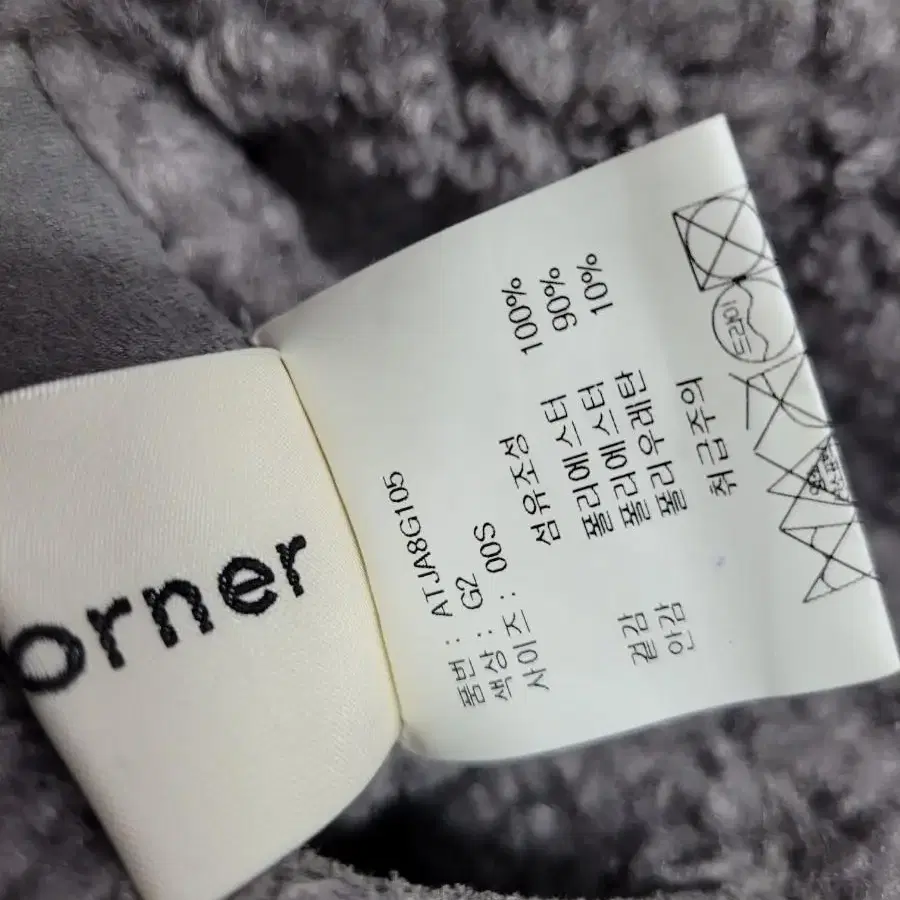 orner
품번 : ATJA8G105
색상 : G2
사이즈 : 00S
섬유조성
겉감 폴리에스터 100%
안감 폴리에스터 90%
폴리우레탄 10%
취급주의
드라이